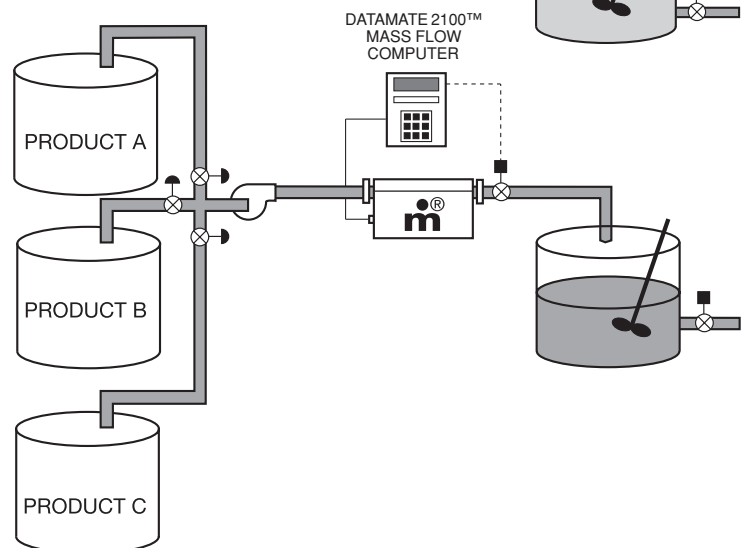 DATAMATE 2100™
MASS FLOW
COMPUTER
PRODUCT A
m®
PRODUCT B
PRODUCT C